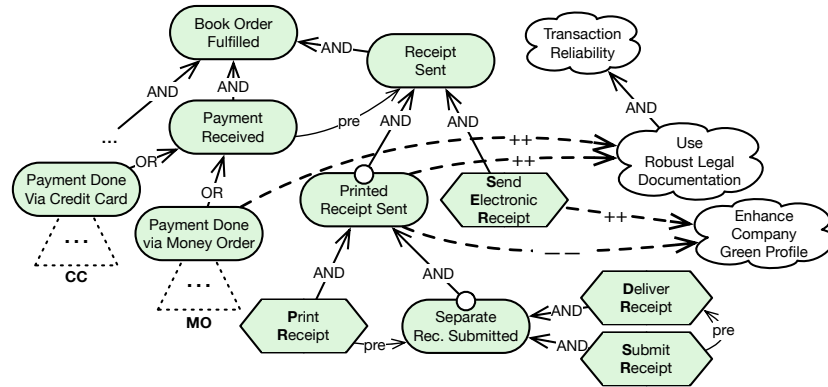 Book Order
Fulfilled
Transaction
Reliability
AND
Receipt
Sent
AND
AND
...
Payment
Received
pre
AND
AND
AND
OR
++
++
Use
Robust Legal
Documentation
Payment Done
Via Credit Card
OR
Printed
Receipt Sent
Send
Electronic
Receipt
++
Payment Done
via Money Order
Enhance
Company
Green Profile
...
CC
— —
...
MO
AND
AND
Deliver
Receipt
AND
Print
Receipt
pre
Separate
Rec. Submitted
AND
pre
Submit
Receipt